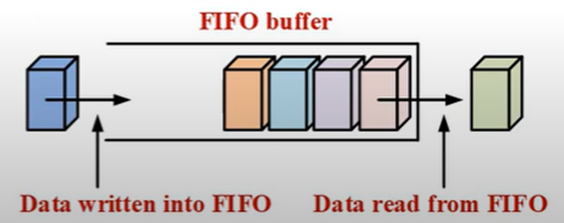 FIFO buffer
Data written into FIFO
Data read from FIFO